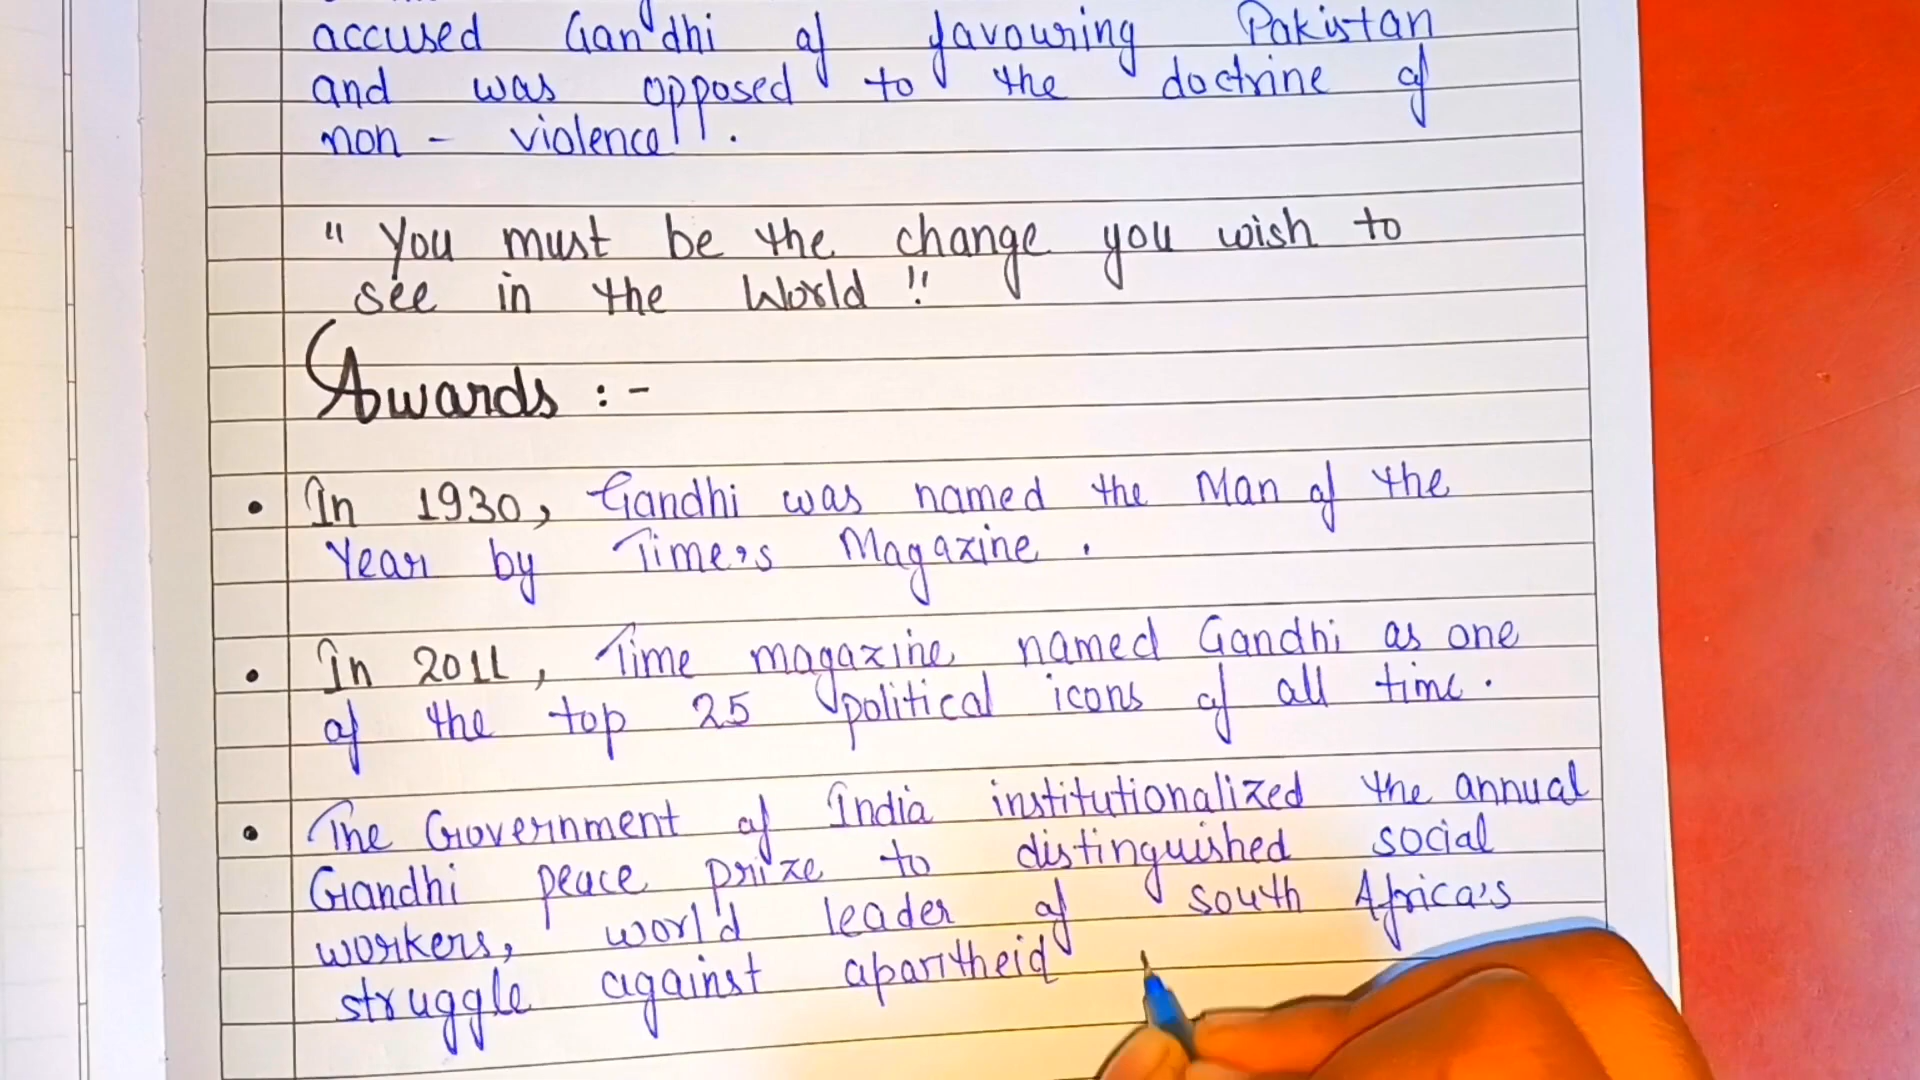 accused Gandhi of favouring Pakistan
and was opposed to the doctrine of
non - violence.
" You must be the change you wish to
see in the World !!
Awards :-
• In 1930, Gandhi was named the Man of the
Year by Timers Magazine.
• In 2011, Time magazine named Gandhi as one
of the top 25 political icons of all time.
• The Government of India institutionalized the annual
Gandhi peace prize to distinguished social
workers, world leader of south Africa's
struggle against aparitheid